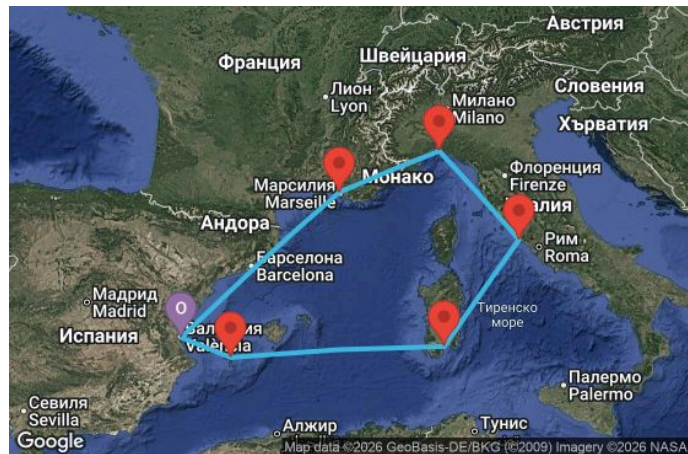 Австрия
Франция
Швейцария
Лион
Lyon
Словения
Милано
Milano
Хърватия
Марсилия
Marseille
Монако
Флоренция
Firenze
Андора
Рим
Roma
Барселона
Barcelona
Мадрид
Madrid
O
València
Испания
Тиренско
море
Палермо
Palermo
Севиля
Sevilla
Алжир
Тунис
Google
Map data ©2026 GeoBasis-DE/BKG (©2009) Imagery ©2026 NASA